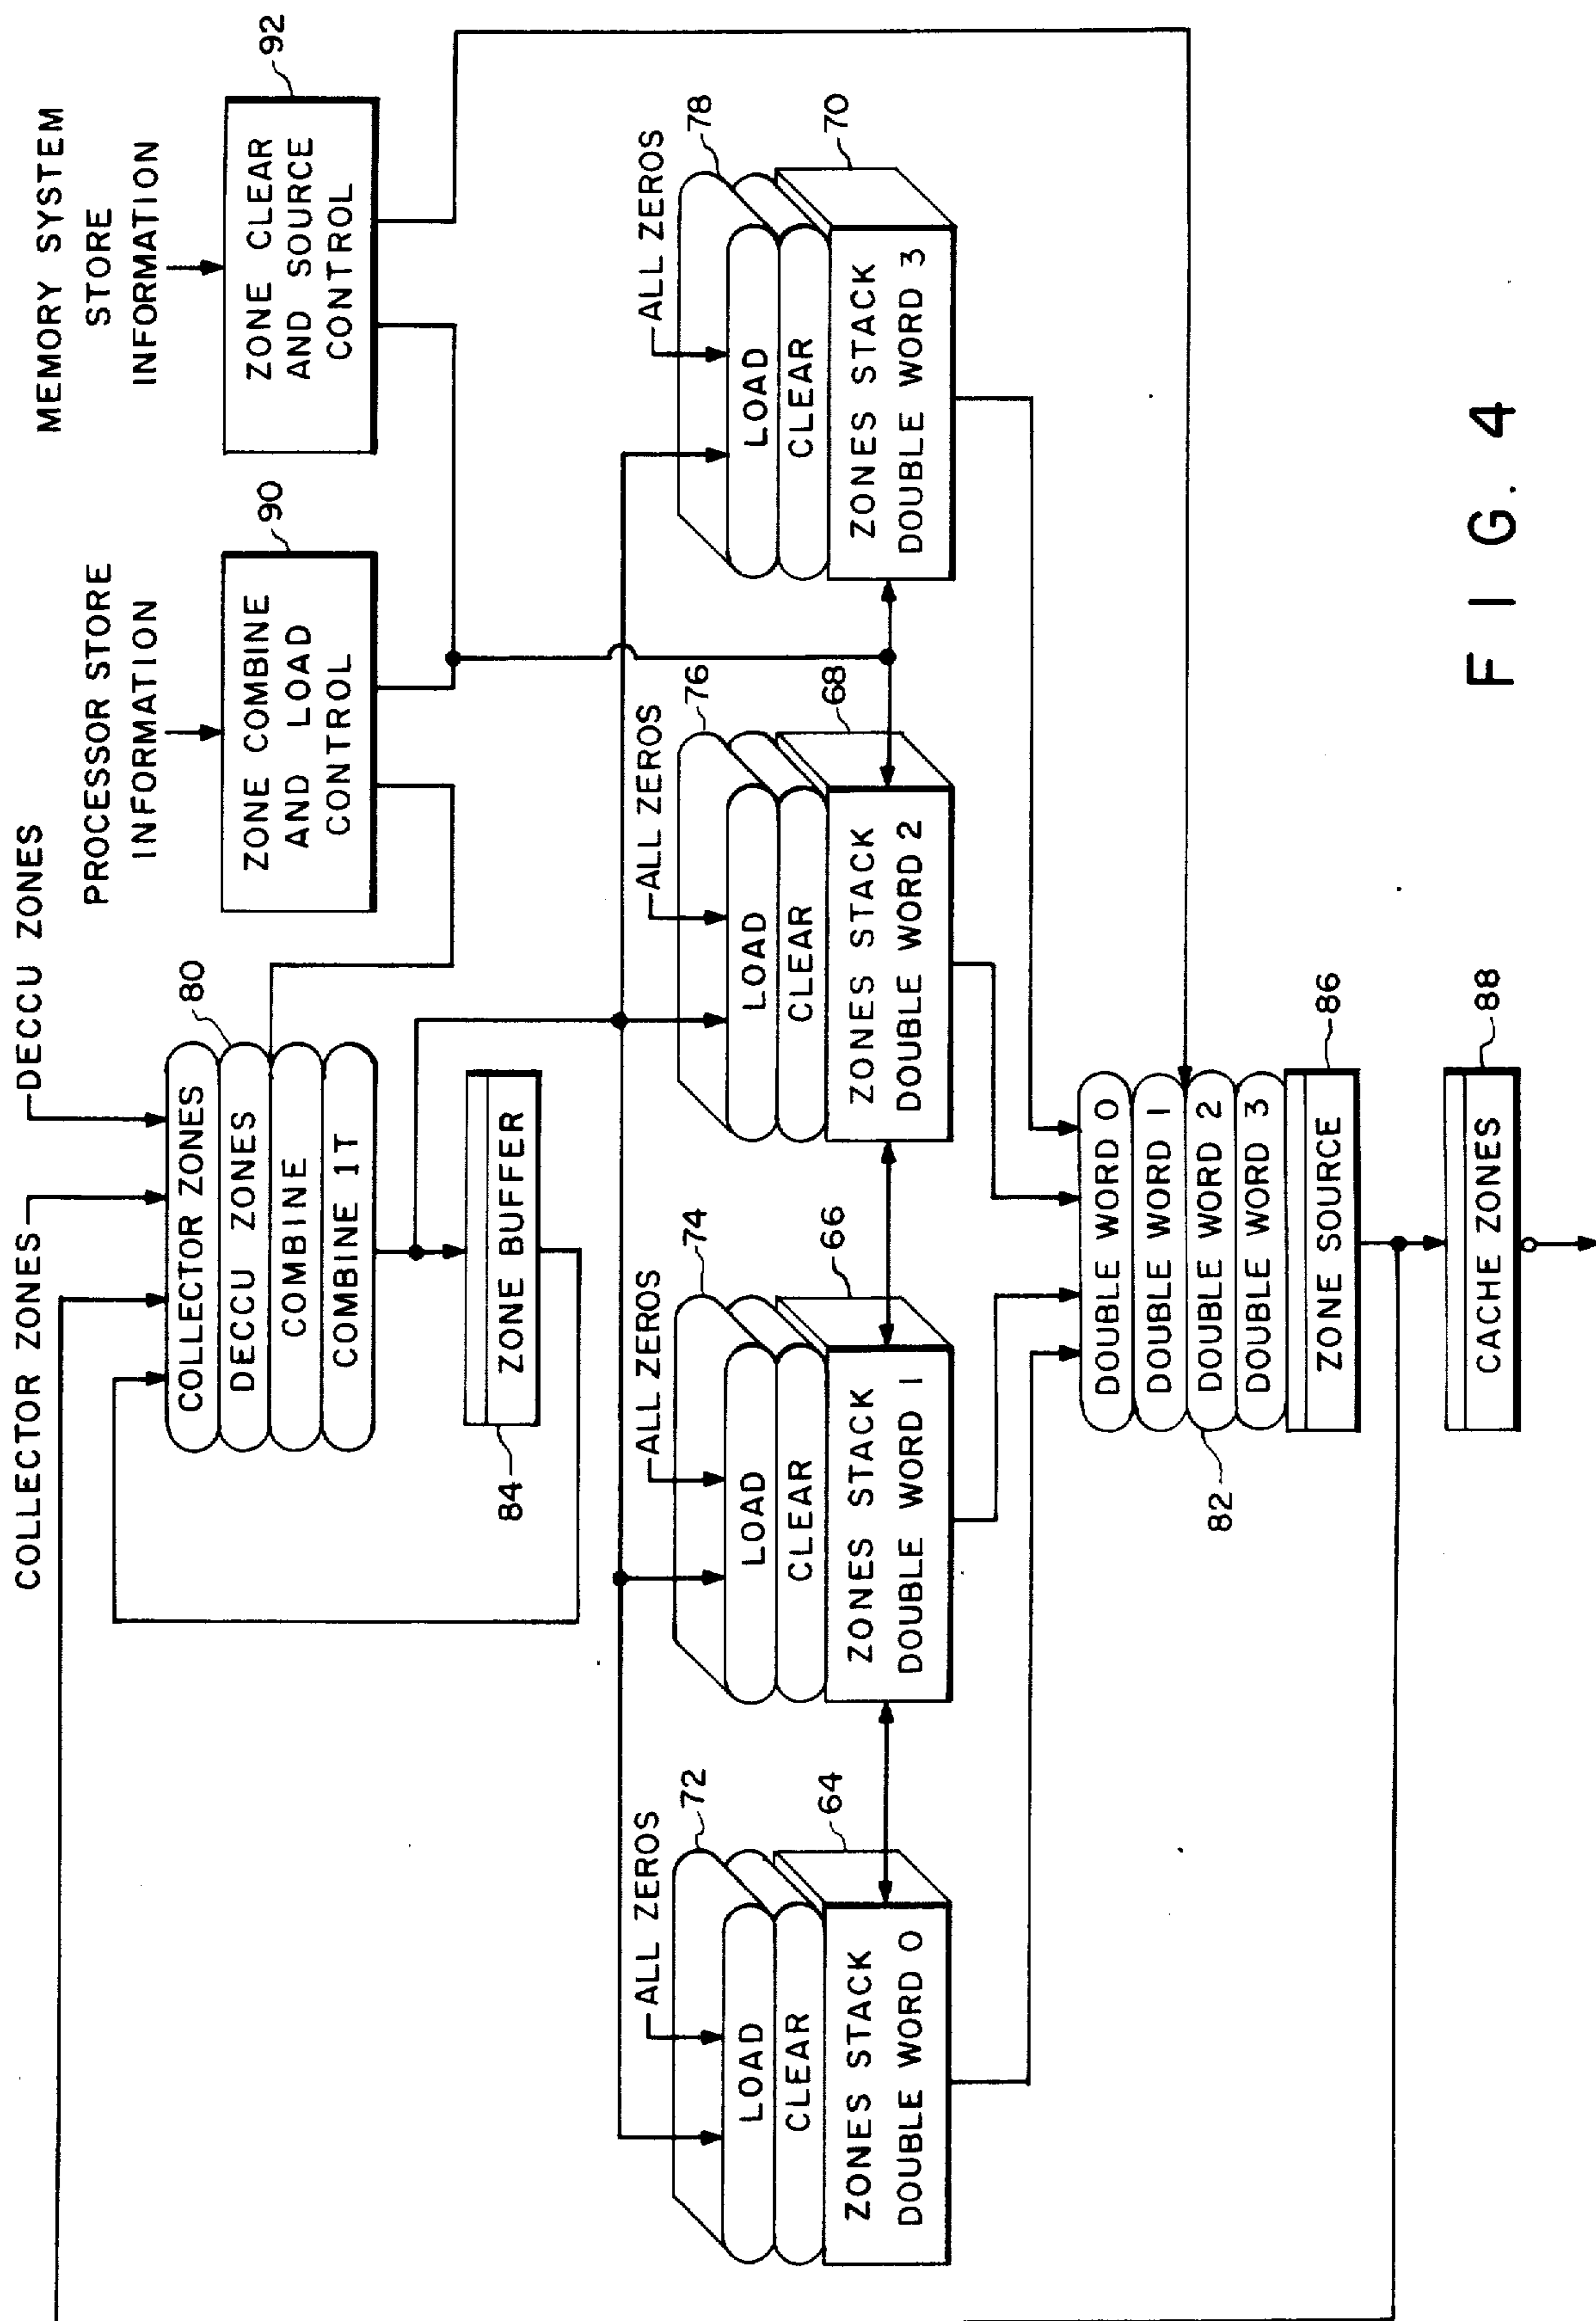 COLLECTOR ZONES
DECCU ZONES
PROCESSOR STORE
INFORMATION
MEMORY SYSTEM
STORE
INFORMATION
COLLECTOR ZONES
DECCU ZONES
COMBINE
COMBINE 1T
80
ZONE COMBINE
AND LOAD
CONTROL
90
ZONE CLEAR
AND SOURCE
CONTROL
92
ZONE BUFFER
84
ALL ZEROS
72
LOAD
CLEAR
ZONES STACK
DOUBLE WORD 0
64
ALL ZEROS
74
LOAD
CLEAR
ZONES STACK
DOUBLE WORD 1
66
ALL ZEROS
76
LOAD
CLEAR
ZONES STACK
DOUBLE WORD 2
68
ALL ZEROS
78
LOAD
CLEAR
ZONES STACK
DOUBLE WORD 3
70
DOUBLE WORD 0
DOUBLE WORD 1
DOUBLE WORD 2
DOUBLE WORD 3
82
ZONE SOURCE
86
CACHE ZONES
88
FIG. 4